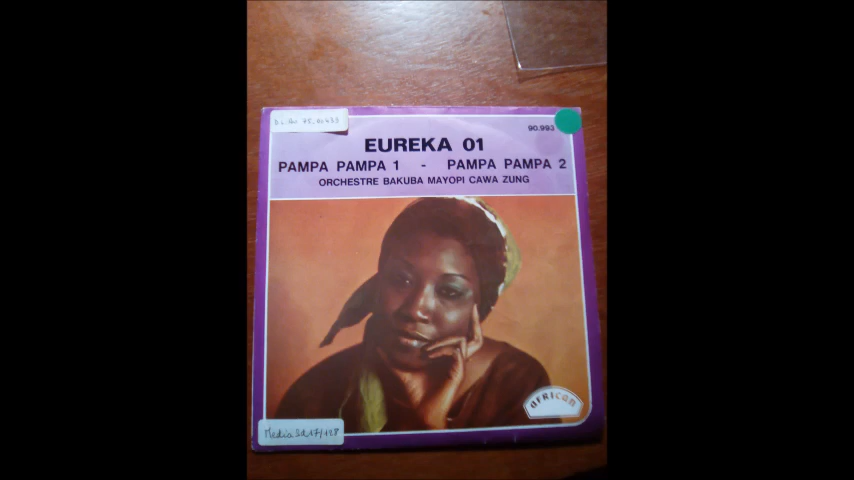 90.993
EUREKA 01
PAMPA PAMPA 1 - PAMPA PAMPA 2
ORCHESTRE BAKUBA MAYOPI CAWA ZUNG
AFRICAN